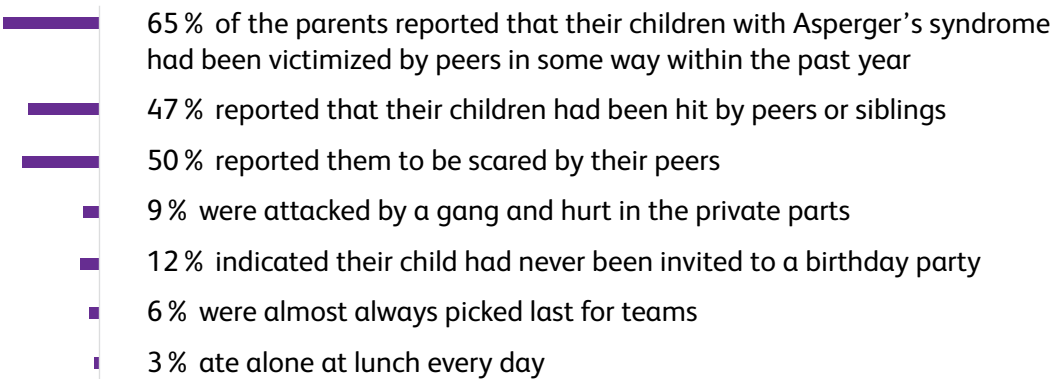 65 % of the parents reported that their children with Asperger’s syndrome
had been victimized by peers in some way within the past year
47 % reported that their children had been hit by peers or siblings
50 % reported them to be scared by their peers
9 % were attacked by a gang and hurt in the private parts
12 % indicated their child had never been invited to a birthday party
6 % were almost always picked last for teams
3 % ate alone at lunch every day